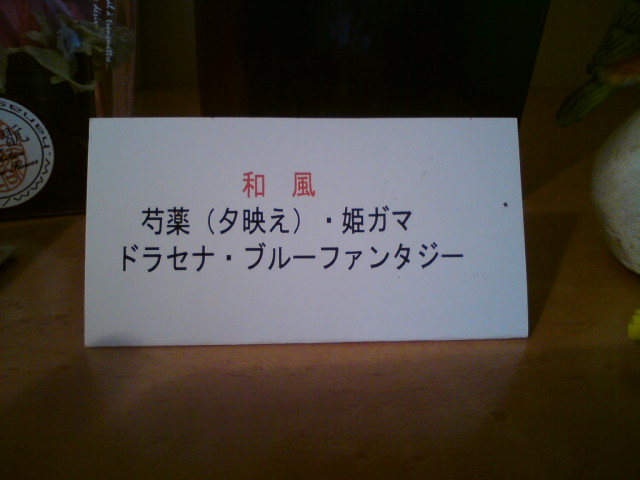 和 風
芍薬（夕映え）・姫ガマ
ドラセナ・ブルーファンタジー